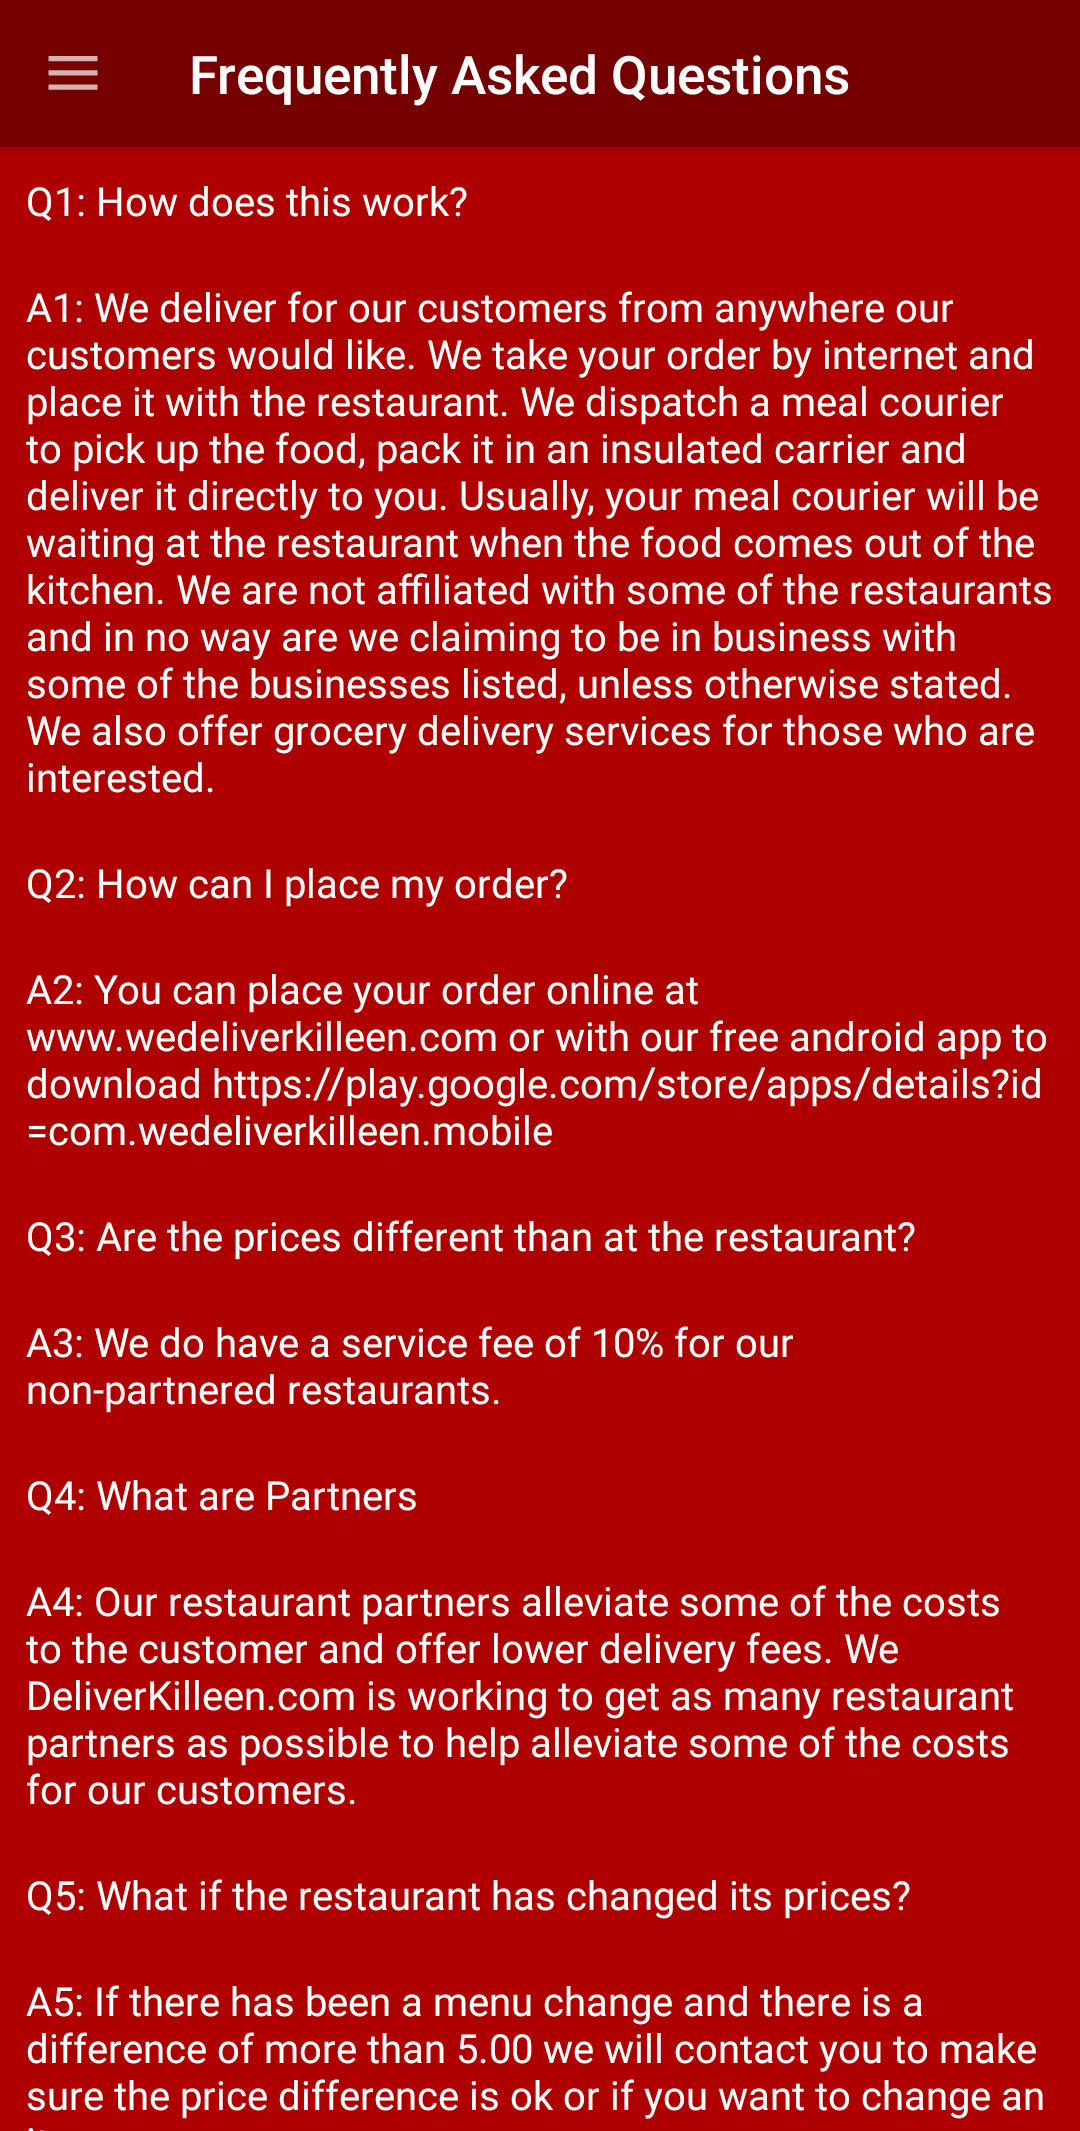 Frequently Asked Questions
Q1: How does this work?
A1: We deliver for our customers from anywhere our
customers would like. We take your order by internet and
place it with the restaurant. We dispatch a meal courier
to pick up the food, pack it in an insulated carrier and
deliver it directly to you. Usually, your meal courier will be
waiting at the restaurant when the food comes out of the
kitchen. We are not affiliated with some of the restaurants
and in no way are we claiming to be in business with
some of the businesses listed, unless otherwise stated.
We also offer grocery delivery services for those who are
interested.
Q2: How can I place my order?
A2: You can place your order online at
www.wedeliverkilleen.com or with our free android app to
download https://play.google.com/store/apps/details?id
=com.wedeliverkilleen.mobile
Q3: Are the prices different than at the restaurant?
A3: We do have a service fee of 10% for our
non-partnered restaurants.
Q4: What are Partners
A4: Our restaurant partners alleviate some of the costs
to the customer and offer lower delivery fees. We
DeliverKilleen.com is working to get as many restaurant
partners as possible to help alleviate some of the costs
for our customers.
Q5: What if the restaurant has changed its prices?
A5: If there has been a menu change and there is a
difference of more than 5.00 we will contact you to make
sure the price difference is ok or if you want to change an